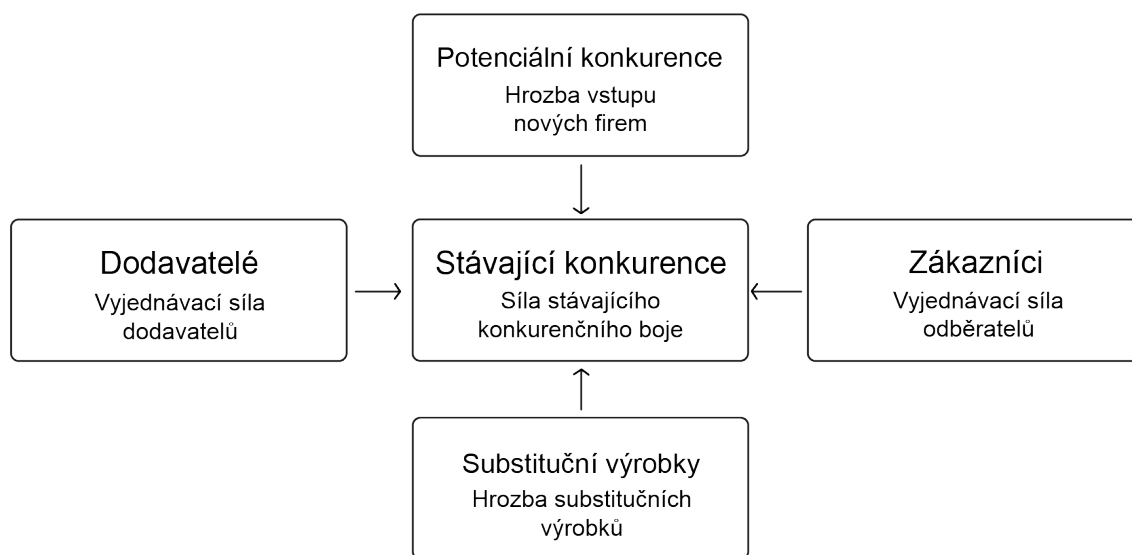 Potenciální konkurence
Hrozba vstupu
nových firem
Dodavatelé
Vyjednávací síla
dodavatelů
Stávající konkurence
Síla stávajícího
konkurenčního boje
Zákazníci
Vyjednávací síla
odběratelů
Substituční výrobky
Hrozba substitučních
výrobků